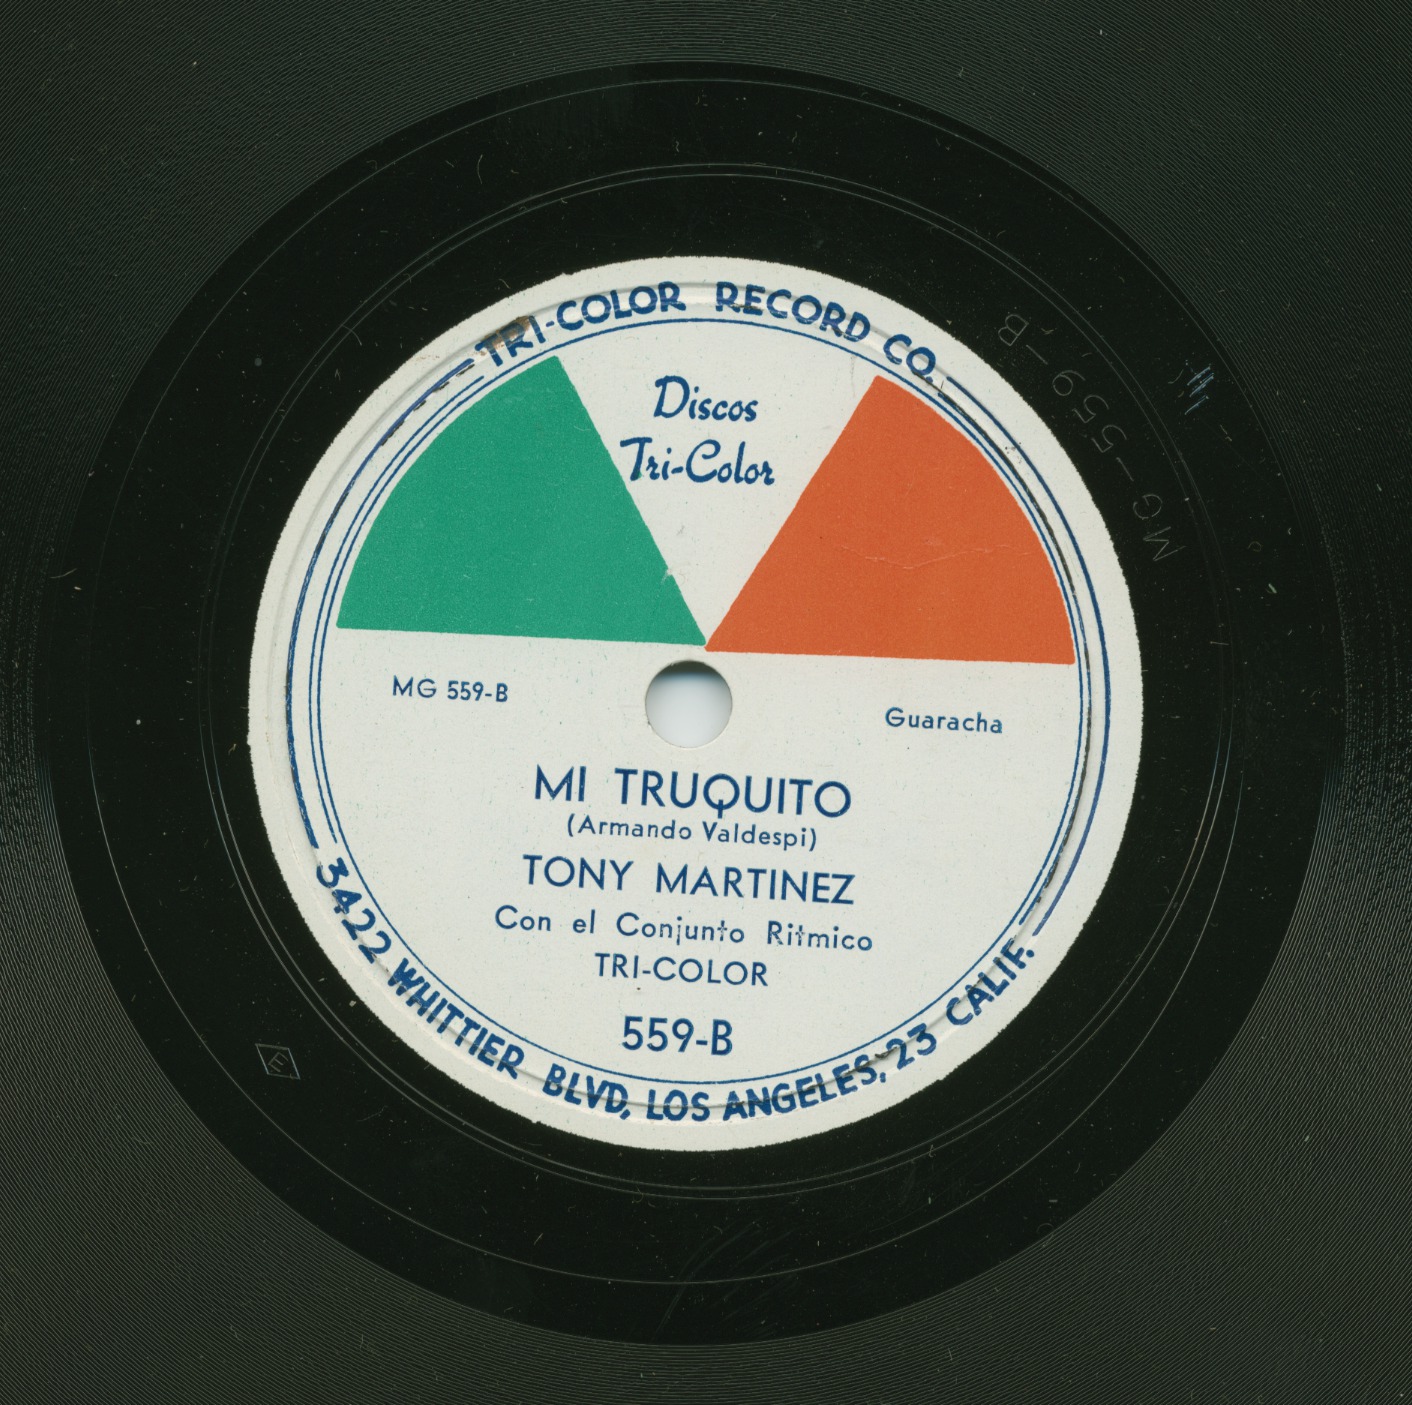 TRI-COLOR RECORD CO.
Discos
Tri-Color
MG 559-B
Guaracha
MI TRUQUITO
(Armando Valdespi)
TONY MARTINEZ
Con el Conjunto Ritmico
TRI-COLOR
559-B
3422 WHITTIER BLVD, LOS ANGELES, 23 CALIF.
MG-559-B
E